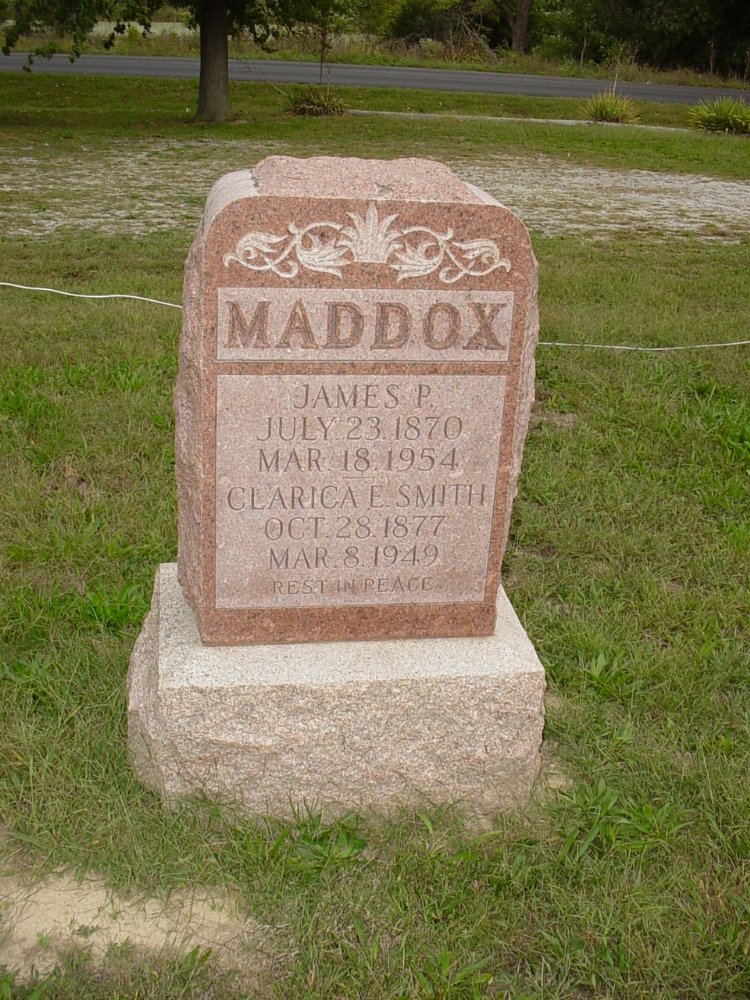 MADDOX
JAMES P.
JULY 23. 1870
MAR. 18. 1954
CLARICA E. SMITH
OCT. 28. 1877
MAR. 8. 1949
REST IN PEACE